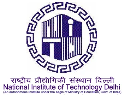 राष्ट्रीय प्रौद्योगिकी संस्थान दिल्ली
National Institute of Technology Delhi